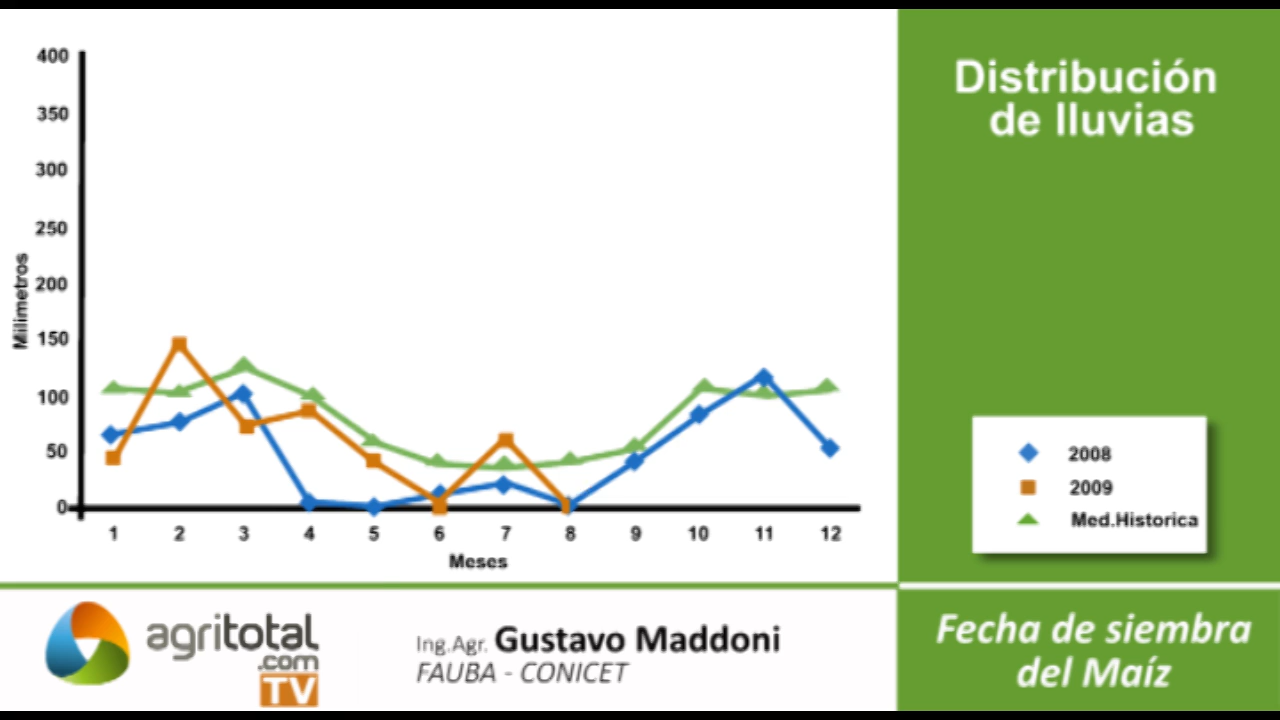 Distribución
de lluvias
400
350
300
250
200
150
100
50
0
Milimetros
1 2 3 4 5 6 7 8 9 10 11 12
Meses
2008
2009
Med.Historica
agritotal
.com
TV
Ing.Agr. Gustavo Maddoni
FAUBA - CONICET
Fecha de siembra
del Maíz